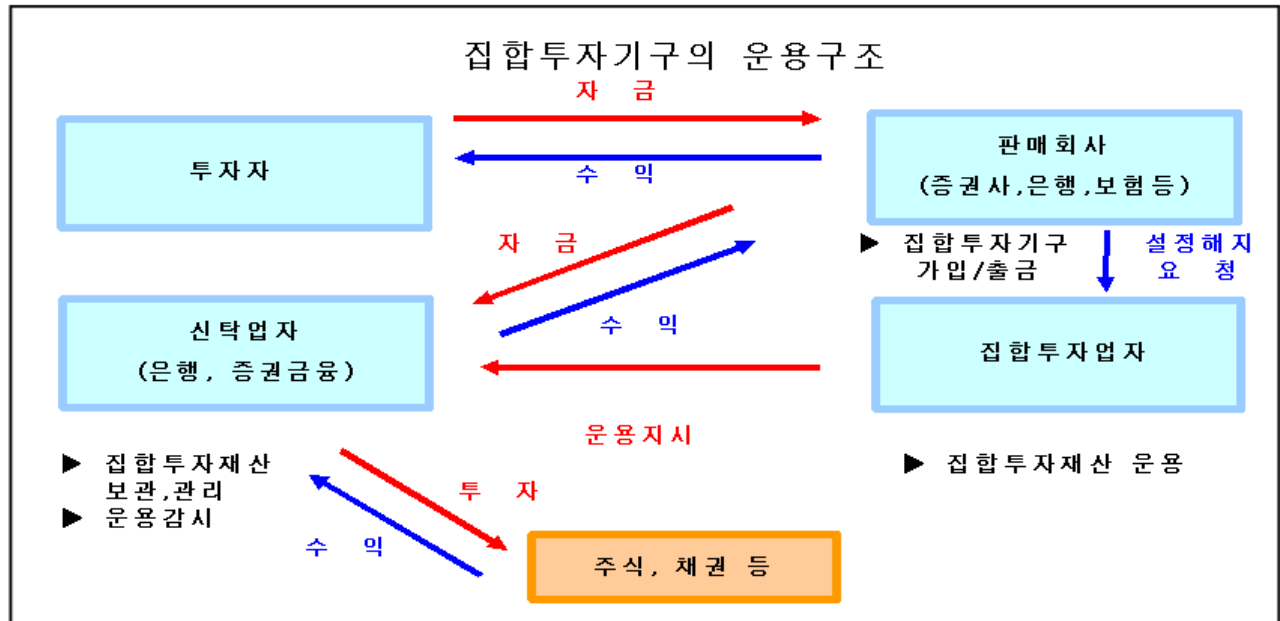 집합투자기구의 운용구조
자 금
투자자
수 익
판매회사
(증권사,은행,보험등)
자 금
▶ 집합투자기구
가입/출금
설정해지
요 청
신탁업자
(은행, 증권금융)
수 익
집합투자업자
운용지시
▶ 집합투자재산
보관,관리
▶ 운용감시
▶ 집합투자재산 운용
투 자
수 익
주식, 채권 등